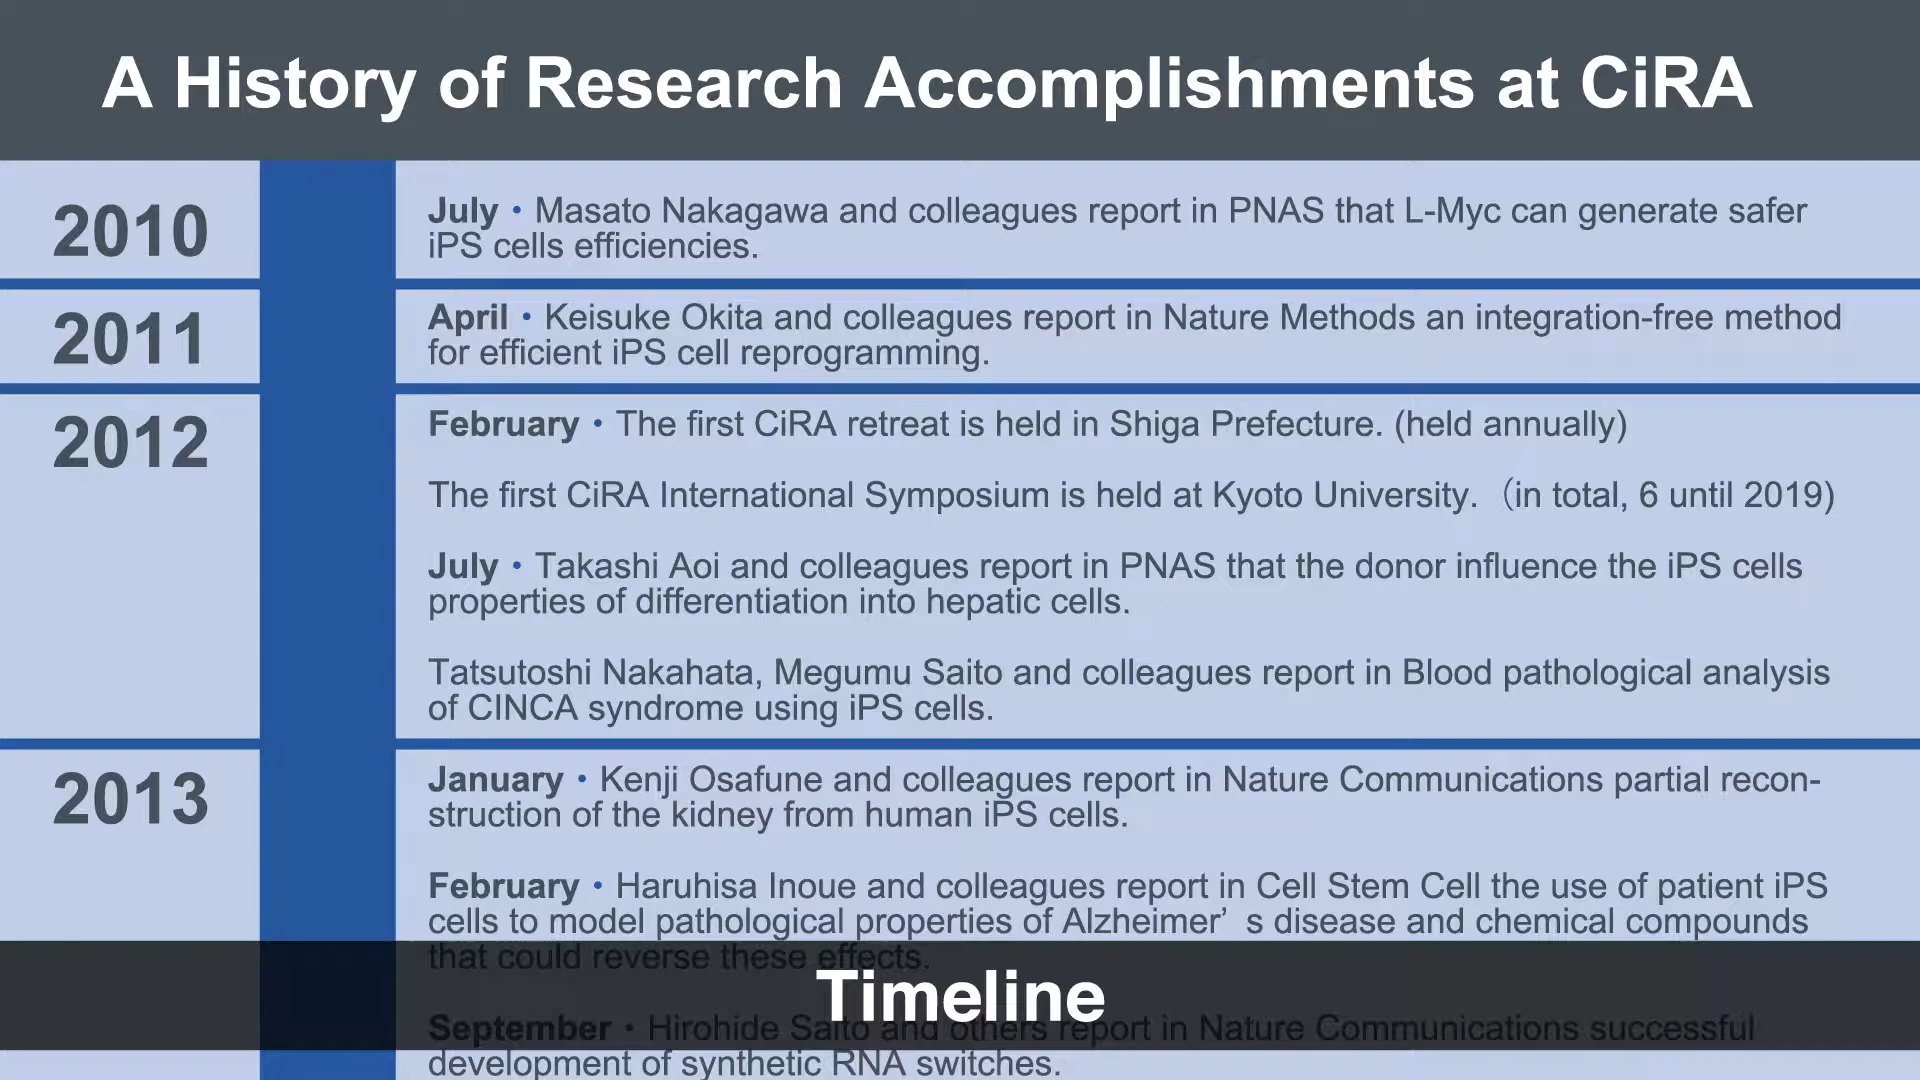 A History of Research Accomplishments at CiRA
2010
July・Masato Nakagawa and colleagues report in PNAS that L-Myc can generate safer
iPS cells efficiencies.
2011
April・Keisuke Okita and colleagues report in Nature Methods an integration-free method
for efficient iPS cell reprogramming.
2012
February・The first CiRA retreat is held in Shiga Prefecture. (held annually)
The first CiRA International Symposium is held at Kyoto University.（in total, 6 until 2019)
July・Takashi Aoi and colleagues report in PNAS that the donor influence the iPS cells
properties of differentiation into hepatic cells.
Tatsutoshi Nakahata, Megumu Saito and colleagues report in Blood pathological analysis
of CINCA syndrome using iPS cells.
2013
January・Kenji Osafune and colleagues report in Nature Communications partial recon-
struction of the kidney from human iPS cells.
February・Haruhisa Inoue and colleagues report in Cell Stem Cell the use of patient iPS
cells to model pathological properties of Alzheimer’ s disease and chemical compounds
that could reverse these effects.
Timeline
September・Hirohide Saito and others report in Nature Communications successful
development of synthetic RNA switches.